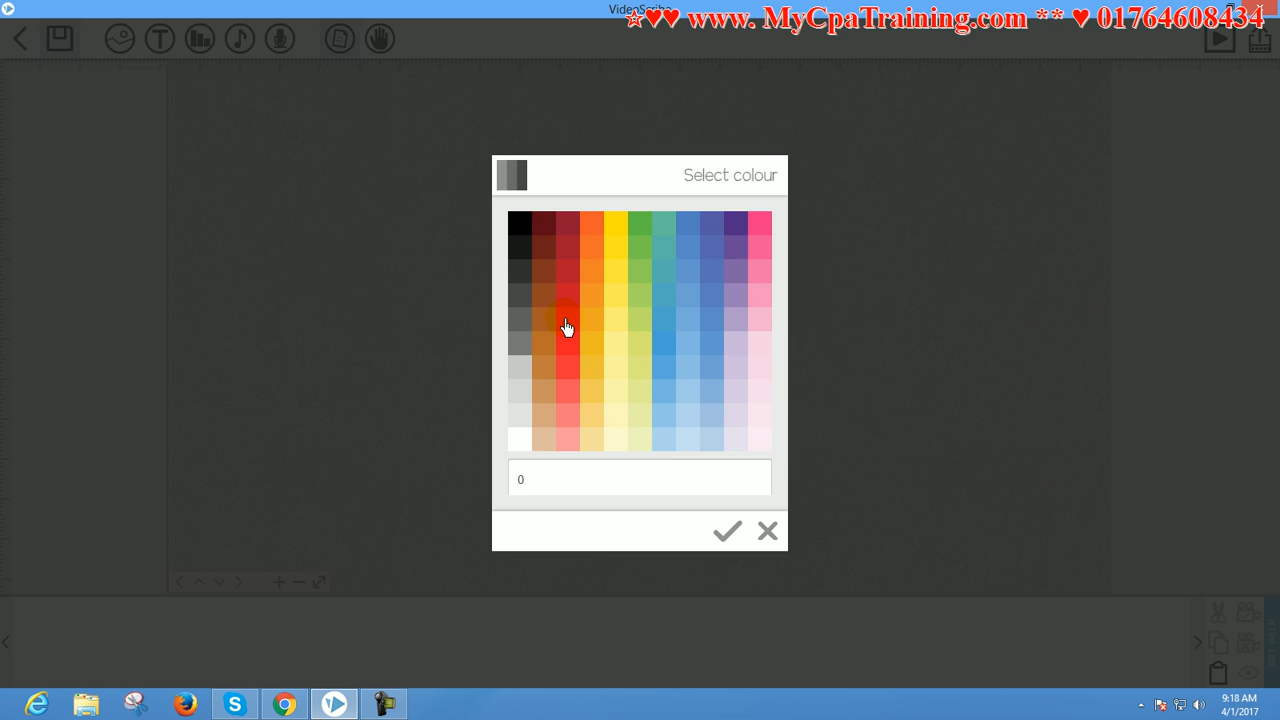 VideoScribe
☆♥♥ www. MyCpaTraining.com ** ♥ 01764608434
Select colour
0
9:18 AM
4/1/2017